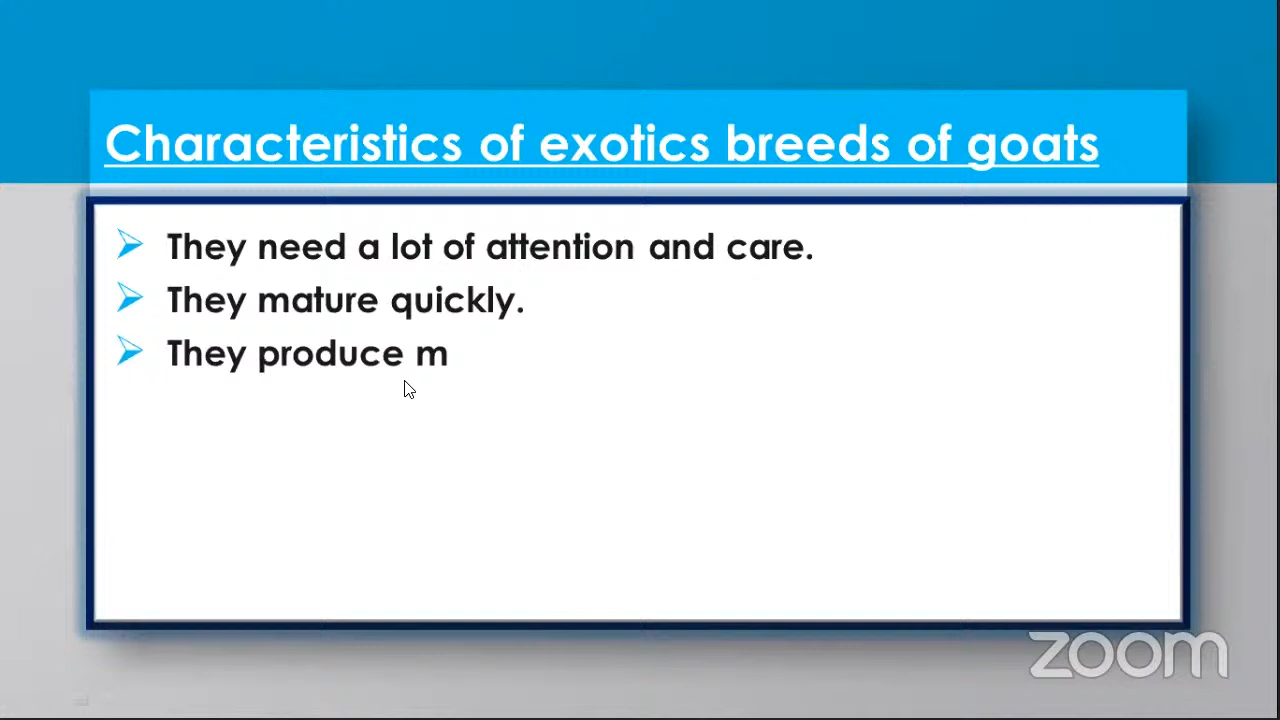 Characteristics of exotics breeds of goats
They need a lot of attention and care.
They mature quickly.
They produce m
zoom